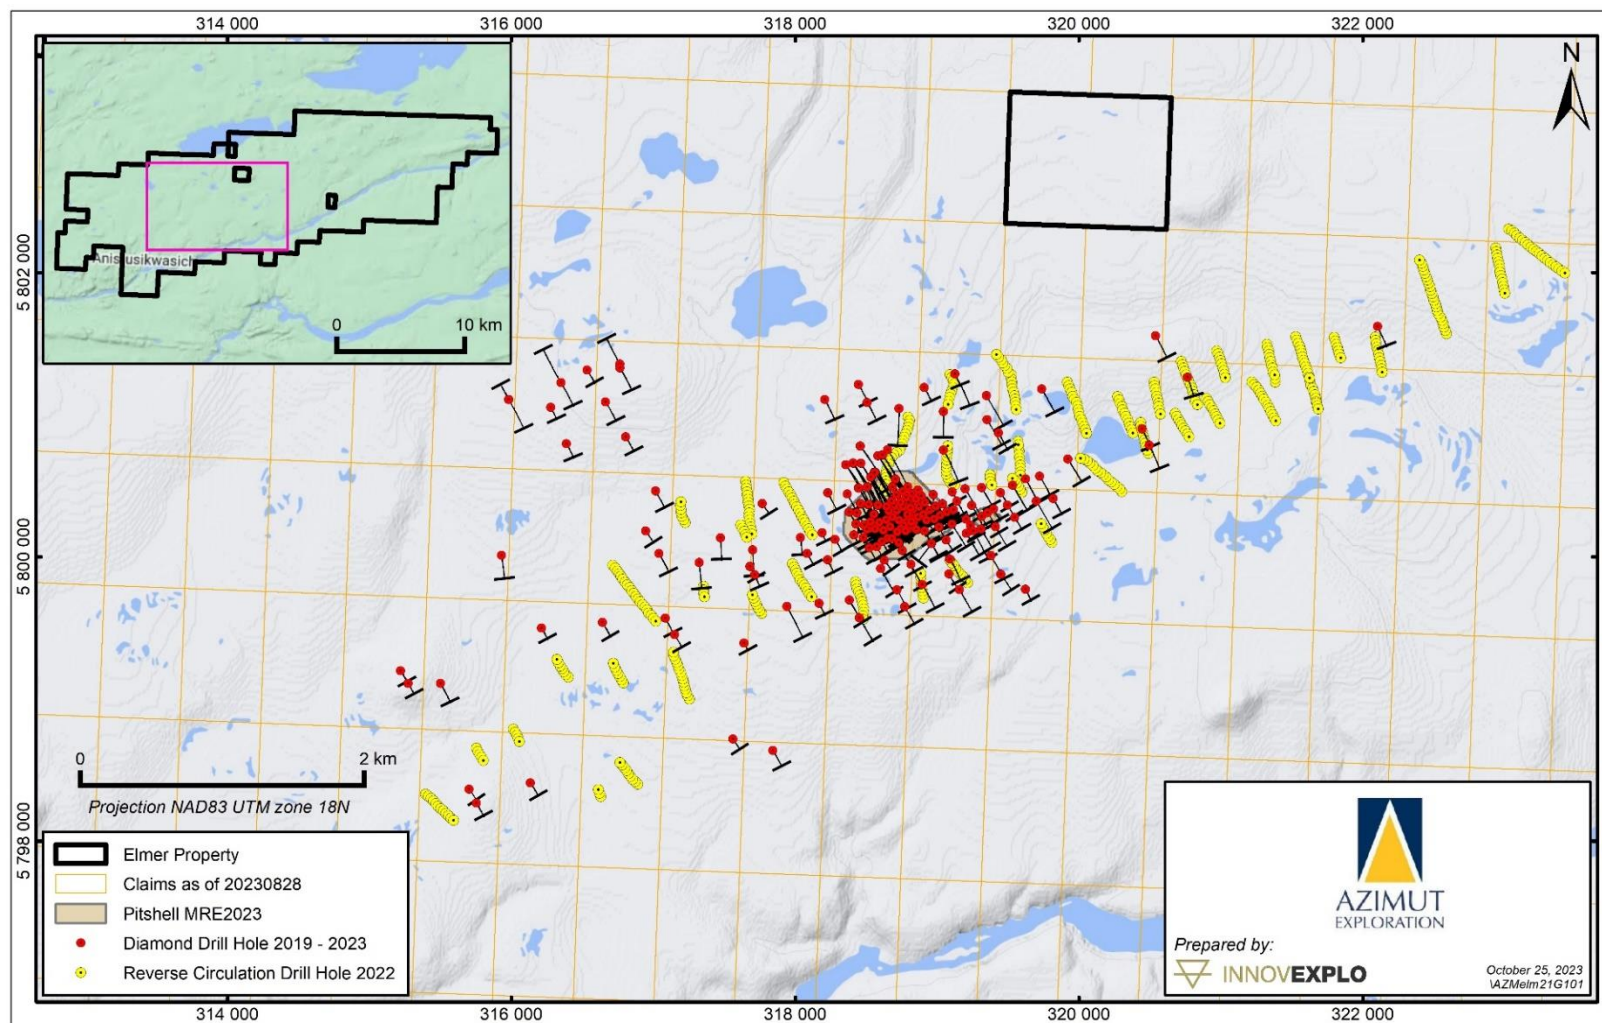 314 000
316 000
318 000
320 000
322 000
N
5 802 000
5 800 000
5 798 000
0
10 km
0
2 km
Projection NAD83 UTM zone 18N
Elmer Property
Claims as of 20230828
Pitshell MRE2023
Diamond Drill Hole 2019 - 2023
Reverse Circulation Drill Hole 2022
AZIMUT
EXPLORATION
Prepared by:
INNOVEXPLO
October 25, 2023
\AZMelm21G101
314 000
316 000
318 000
320 000
322 000